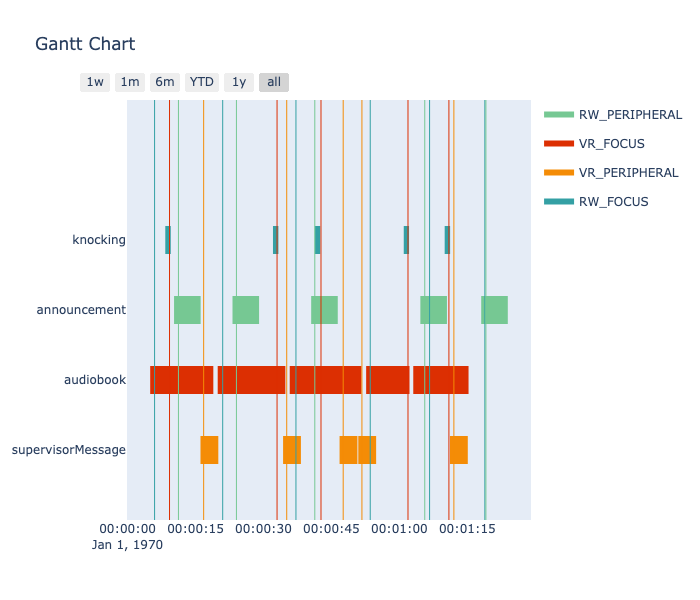 Gantt Chart
1w 1m 6m YTD 1y all
RW_PERIPHERAL
VR_FOCUS
VR_PERIPHERAL
RW_FOCUS
knocking
announcement
audiobook
supervisorMessage
00:00:00 00:00:15 00:00:30 00:00:45 00:01:00 00:01:15
Jan 1, 1970